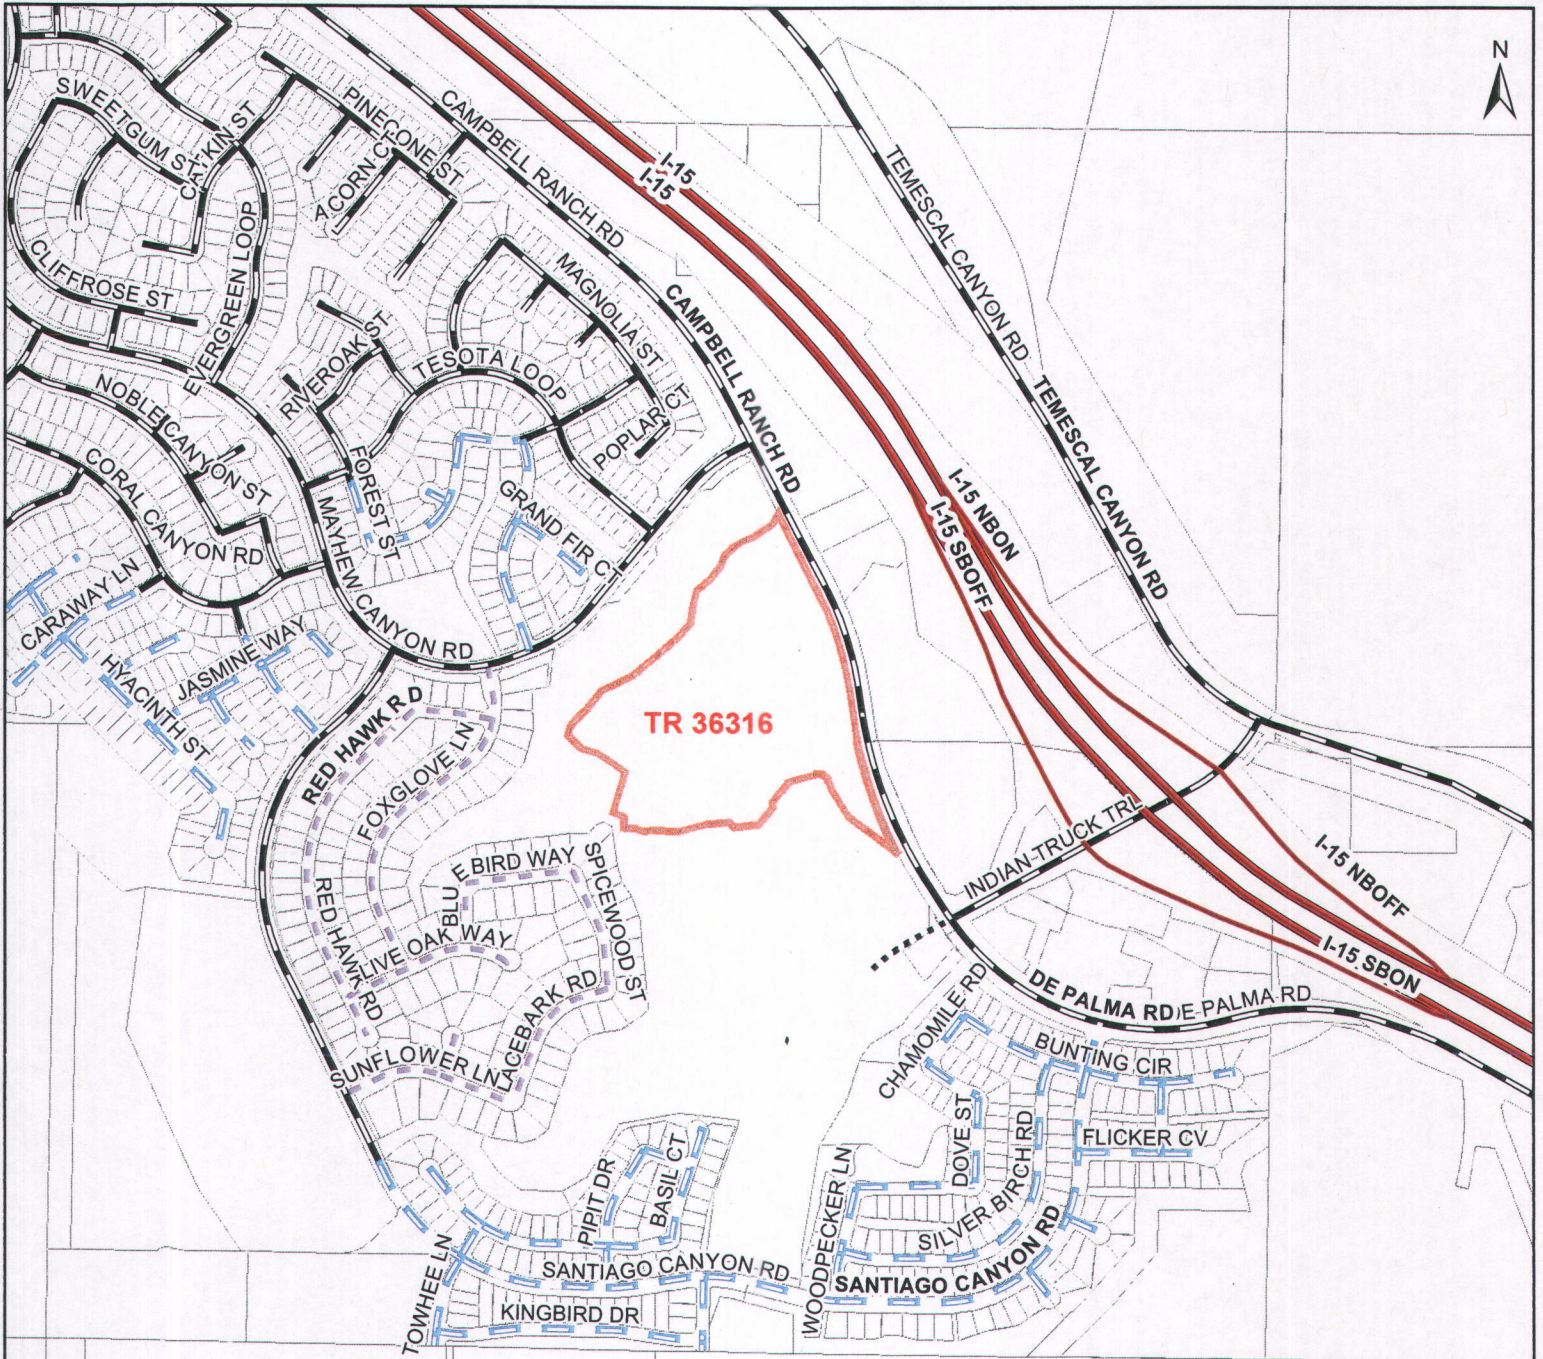 N
SWEETGUM ST
CATKIN ST
PINECONE ST
ACORN CT
CAMPBELL RANCH RD
I-15
I-15
TEMESCAL CANYON RD
CLIFFROSE ST
EVERGREEN LOOP
MAGNOLIA ST
CAMPBELL RANCH RD
RIVEROAK ST
TESOTA LOOP
POPLAR CT
TEMESCAL CANYON RD
NOBLE CANYON ST
CORAL CANYON RD
FOREST ST
GRAND FIR C
MAYHEW CANYON RD
I-15 NBON
I-15 SBOFF
CARAWAY LN
JASMINE WAY
HYACINTH ST
RED HAWK RD
FOXGLOVE LN
TR 36316
INDIAN TRUCK TRL
I-15 NBOFF
BLUE BIRD WAY
SPICEWOOD ST
RED HAWK RD
LIVE OAK WAY
I-15 SBON
LACEBARK RD
SUNFLOWER LN
CHAMOMILE RD
DE PALMA RD
DE PALMA RD
BUNTING CIR
DOVE ST
FLICKER CV
PIPIT DR
BASIL CT
WOODPECKER LN
SILVER BIRCH RD
TOWHEE LN
SANTIAGO CANYON RD
SANTIAGO CANYON RD
KINGBIRD DR